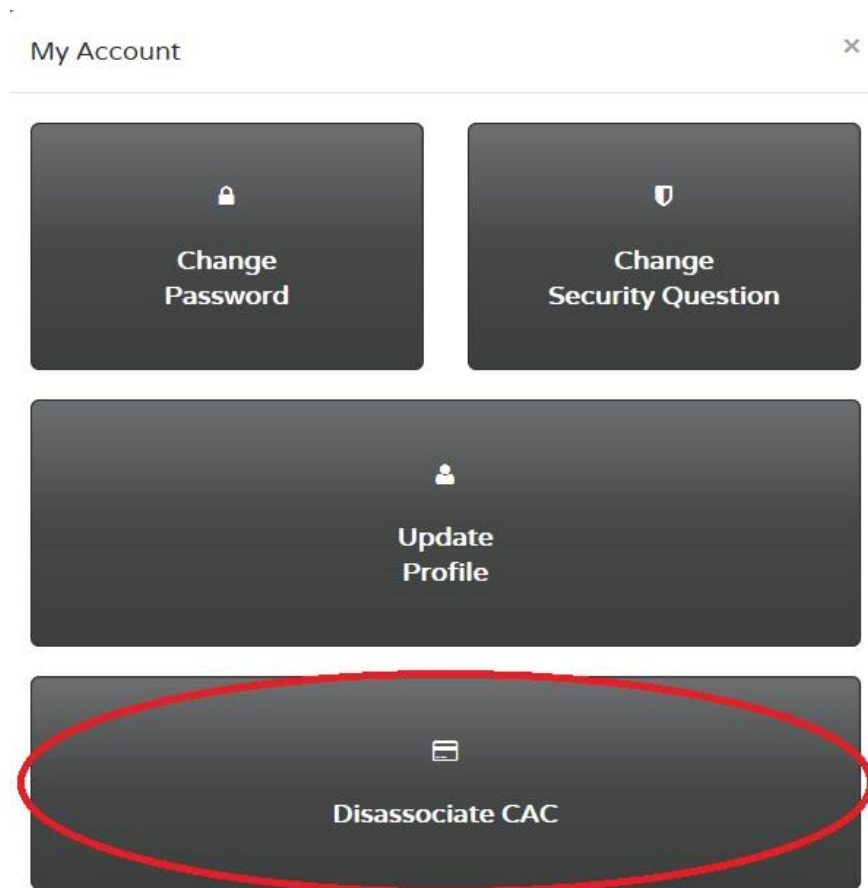 My Account ×
Change
Password
Change
Security Question
Update
Profile
Disassociate CAC